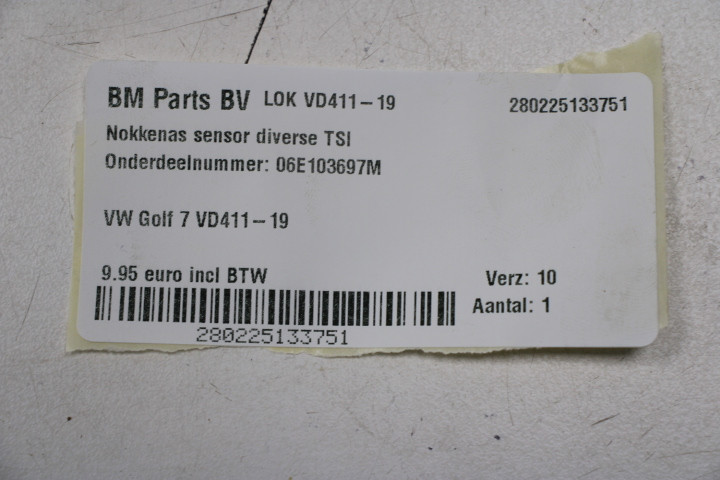 BM Parts BV LOK VD411-19 280225133751
Nokkenas sensor diverse TSI
Onderdeelnummer: 06E103697M
VW Golf 7 VD411-19
9.95 euro incl BTW Verz: 10
Aantal: 1
280225133751